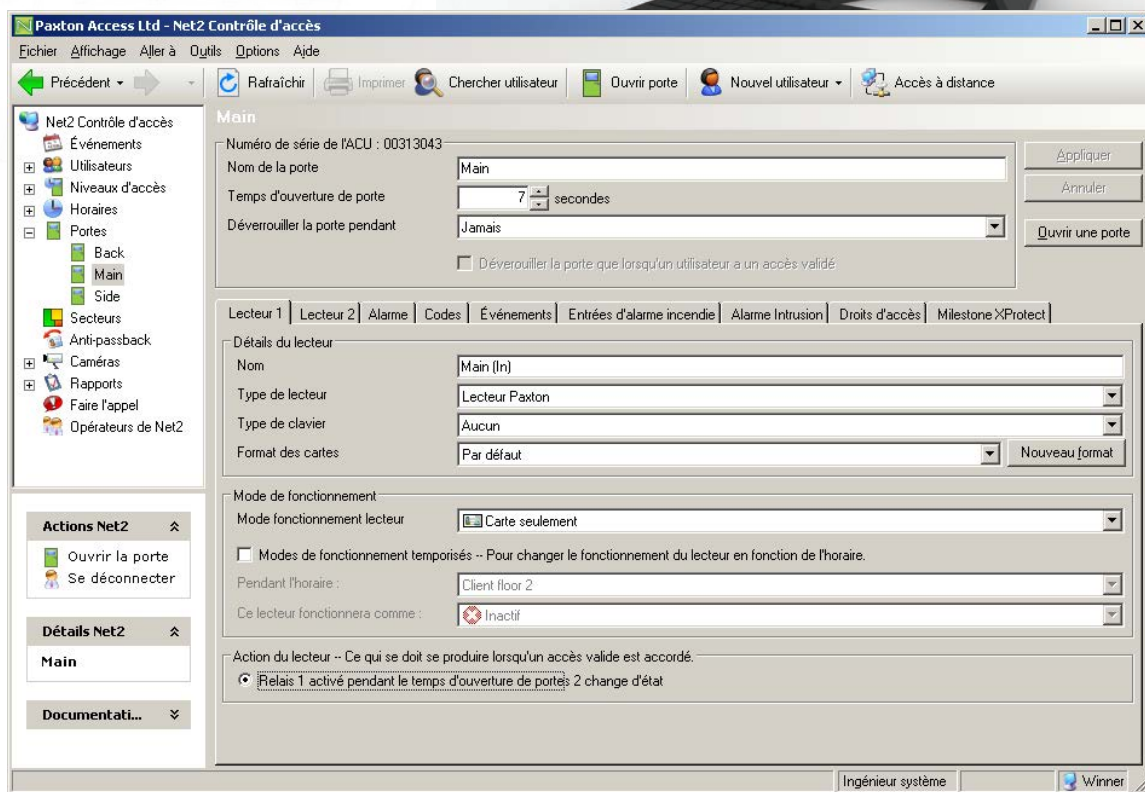 Paxton Access Ltd - Net2 Contrôle d'accès
Fichier Affichage Aller à Outils Options Aide
Précédent Rafraîchir Imprimer Chercher utilisateur Ouvrir porte Nouvel utilisateur Accès à distance
Net2 Contrôle d'accès
Événements
Utilisateurs
Niveaux d'accès
Horaires
Portes
Back
Main
Side
Secteurs
Anti-passback
Caméras
Rapports
Faire l'appel
Opérateurs de Net2
Actions Net2
Ouvrir la porte
Se déconnecter
Détails Net2
Main
Documentati...
Main
Numéro de série de l'ACU : 00313043
Nom de la porte Main
Temps d'ouverture de porte 7 secondes
Déverrouiller la porte pendant Jamais
Déverouiller la porte que lorsqu'un utilisateur a un accès validé
Appliquer
Annuler
Ouvrir une porte
Lecteur 1 Lecteur 2 Alarme Codes Événements Entrées d'alarme incendie Alarme Intrusion Droits d'accès Milestone XProtect
Détails du lecteur
Nom Main (In)
Type de lecteur Lecteur Paxton
Type de clavier Aucun
Format des cartes Par défaut Nouveau format
Mode de fonctionnement
Mode fonctionnement lecteur Carte seulement
Modes de fonctionnement temporisés -- Pour changer le fonctionnement du lecteur en fonction de l'horaire.
Pendant l'horaire : Client floor 2
Ce lecteur fonctionnera comme : Inactif
Action du lecteur -- Ce qui se doit se produire lorsqu'un accès valide est accordé.
Relais 1 activé pendant le temps d'ouverture de portes 2 change d'état
Ingénieur système Winner